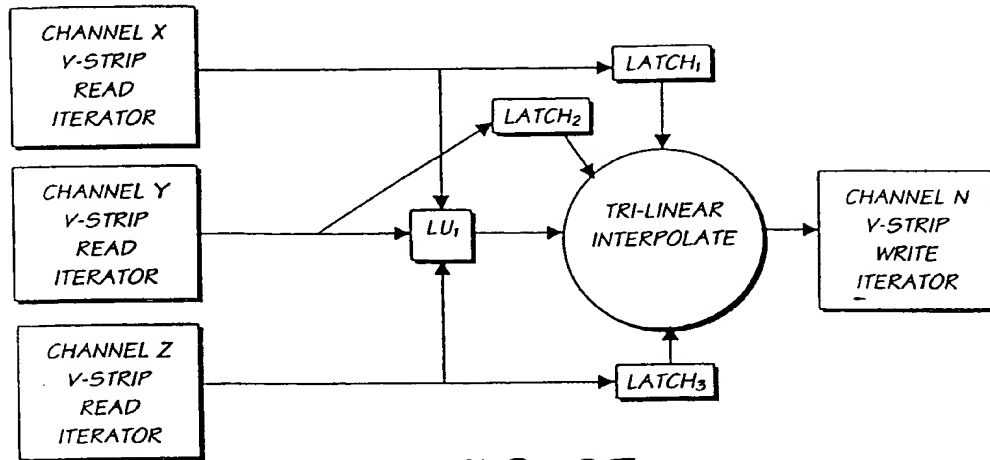 CHANNEL X
V-STRIP
READ
ITERATOR
LATCH₁
LATCH₂
CHANNEL Y
V-STRIP
READ
ITERATOR
LU₁
TRI-LINEAR
INTERPOLATE
CHANNEL N
V-STRIP
WRITE
ITERATOR
CHANNEL Z
V-STRIP
READ
ITERATOR
LATCH₃